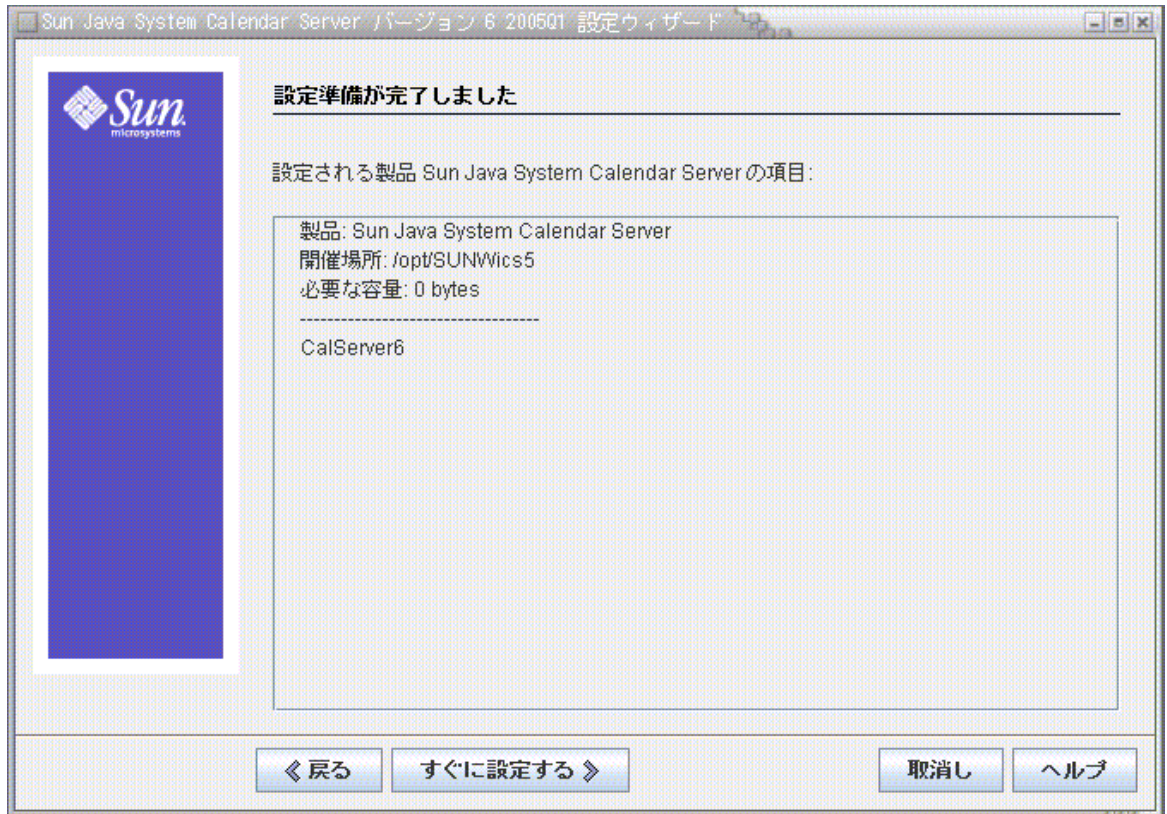 Sun Java System Calendar Server バージョン 6 2005Q1 設定ウィザード
Sun
microsystems
設定準備が完了しました
設定される製品 Sun Java System Calendar Server の項目:
製品: Sun Java System Calendar Server
開催場所: /opt/SUNWics5
必要な容量: 0 bytes
-----------------------------------
CalServer6
戻る すぐに設定する 取消し ヘルプ